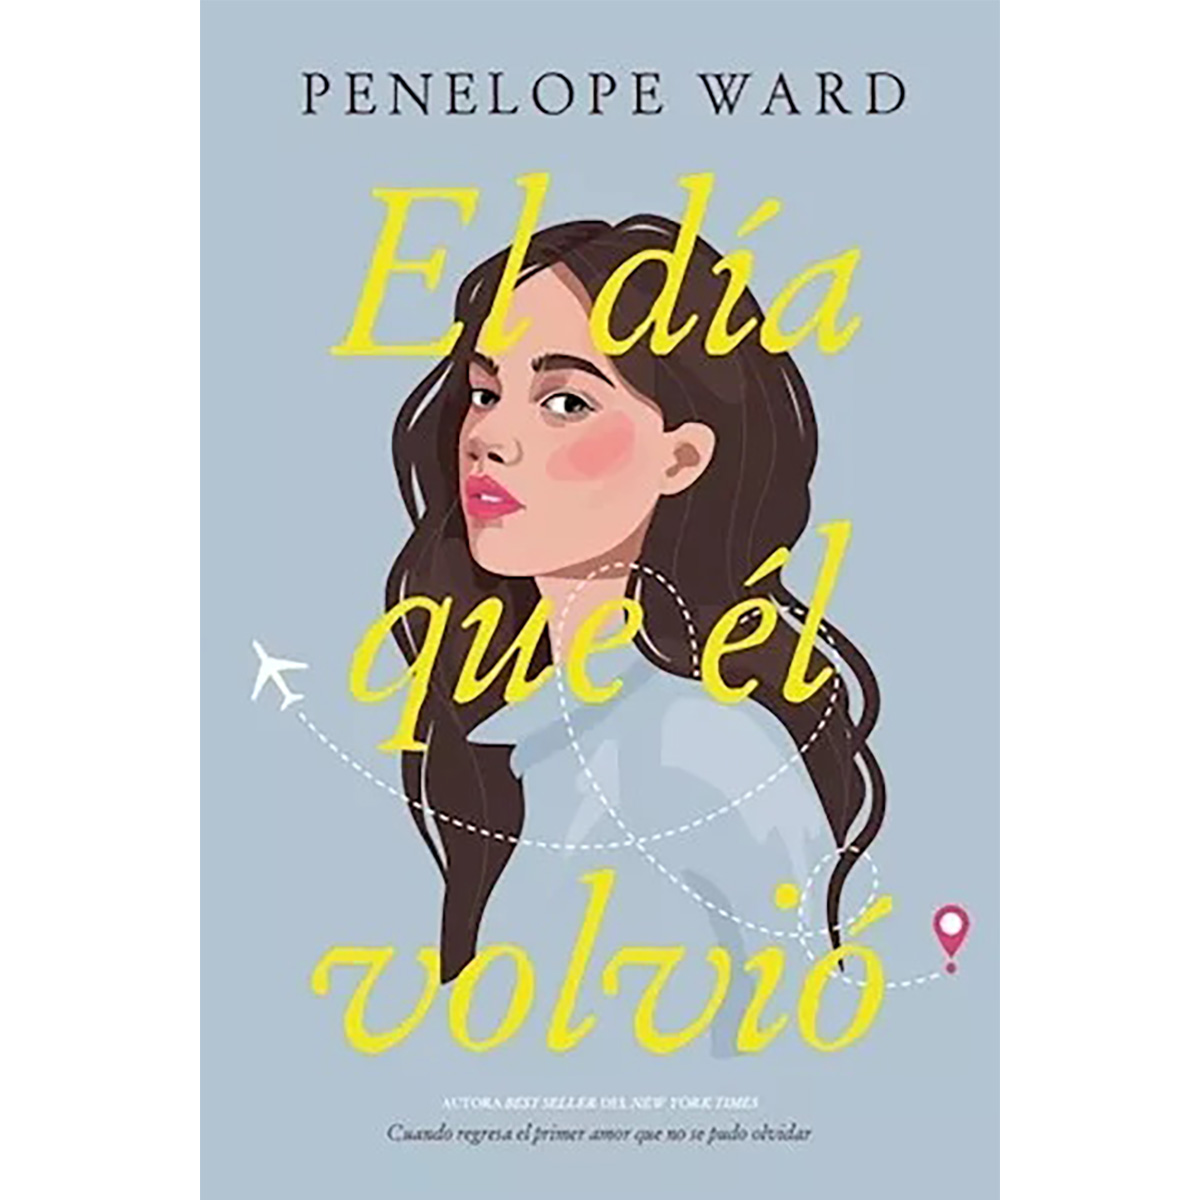 PENELOPE WARD
El día
que él
volvió
AUTORA BEST SELLER DEL NEW YORK TIMES
Cuando regresa el primer amor que no se pudo olvidar